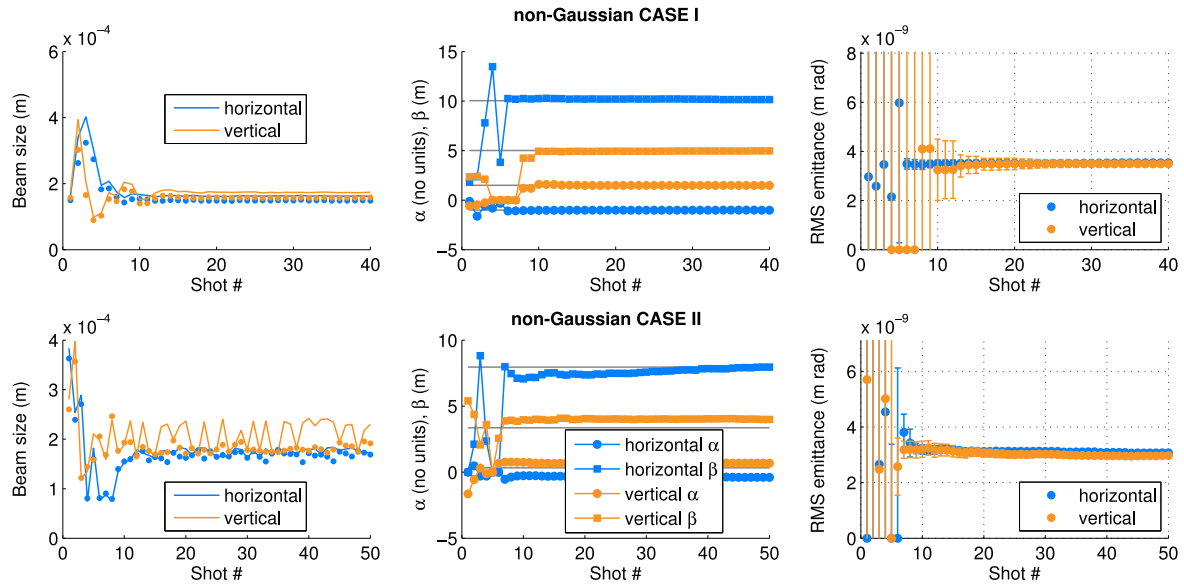 non-Gaussian CASE I
x 10⁻⁴
6
4
2
0
0 10 20 30 40
Beam size (m)
Shot #
horizontal
vertical
15
10
5
0
−5
0 10 20 30 40
α (no units), β (m)
Shot #
x 10⁻⁹
8
6
4
2
0
0 10 20 30 40
RMS emittance (m rad)
Shot #
horizontal
vertical
non-Gaussian CASE II
x 10⁻⁴
4
3
2
1
0
0 10 20 30 40 50
Beam size (m)
Shot #
horizontal
vertical
10
5
0
−5
0 10 20 30 40 50
α (no units), β (m)
Shot #
horizontal α
horizontal β
vertical α
vertical β
x 10⁻⁹
6
4
2
0
0 10 20 30 40 50
RMS emittance (m rad)
Shot #
horizontal
vertical